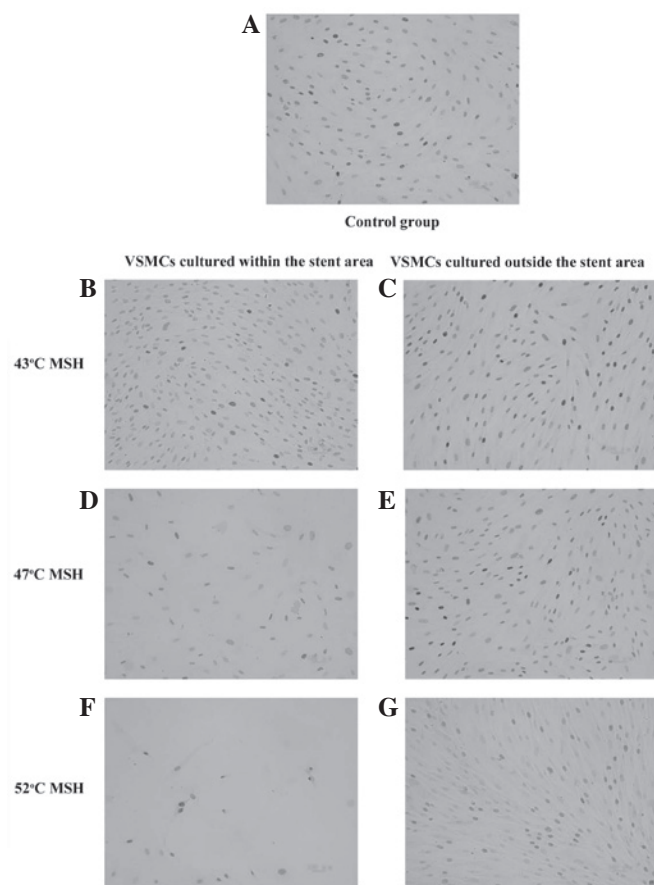 A
Control group
VSMCs cultured within the stent area VSMCs cultured outside the stent area
B C
43°C MSH
D E
47°C MSH
F G
52°C MSH